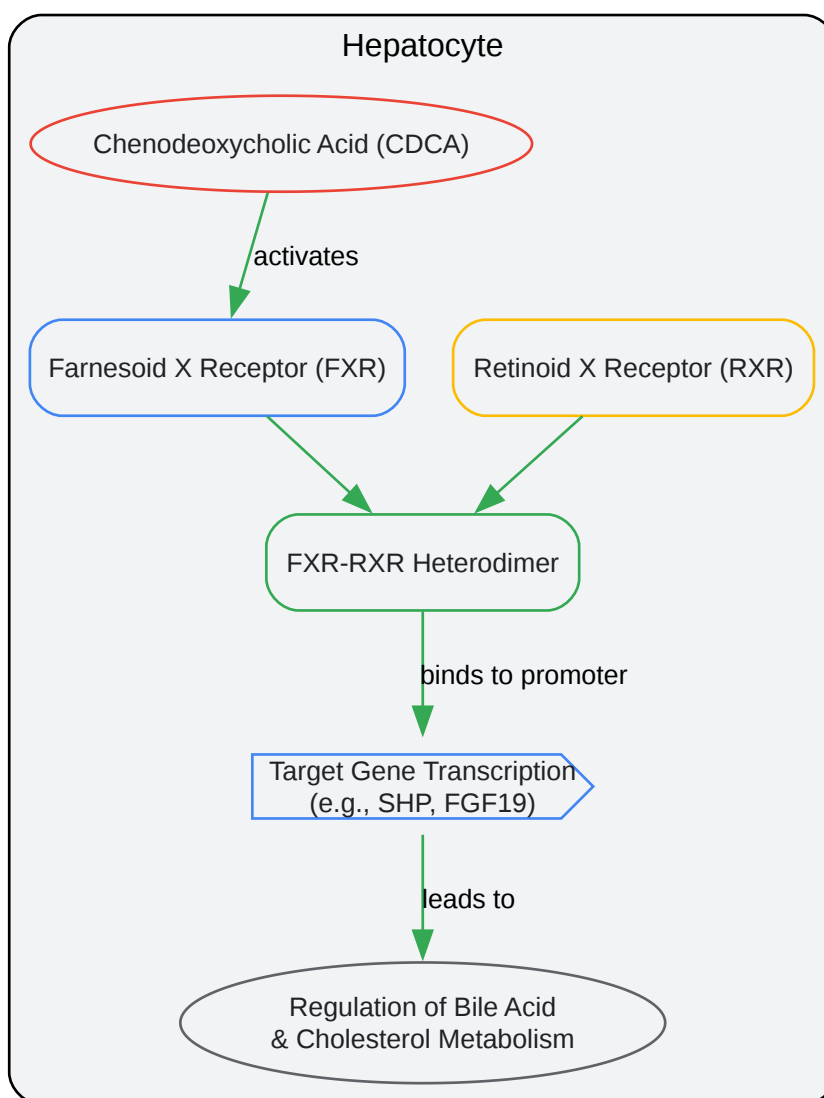 Hepatocyte
Chenodeoxycholic Acid (CDCA)
activates
Farnesoid X Receptor (FXR)
Retinoid X Receptor (RXR)
FXR-RXR Heterodimer
binds to promoter
Target Gene Transcription
(e.g., SHP, FGF19)
leads to
Regulation of Bile Acid
& Cholesterol Metabolism